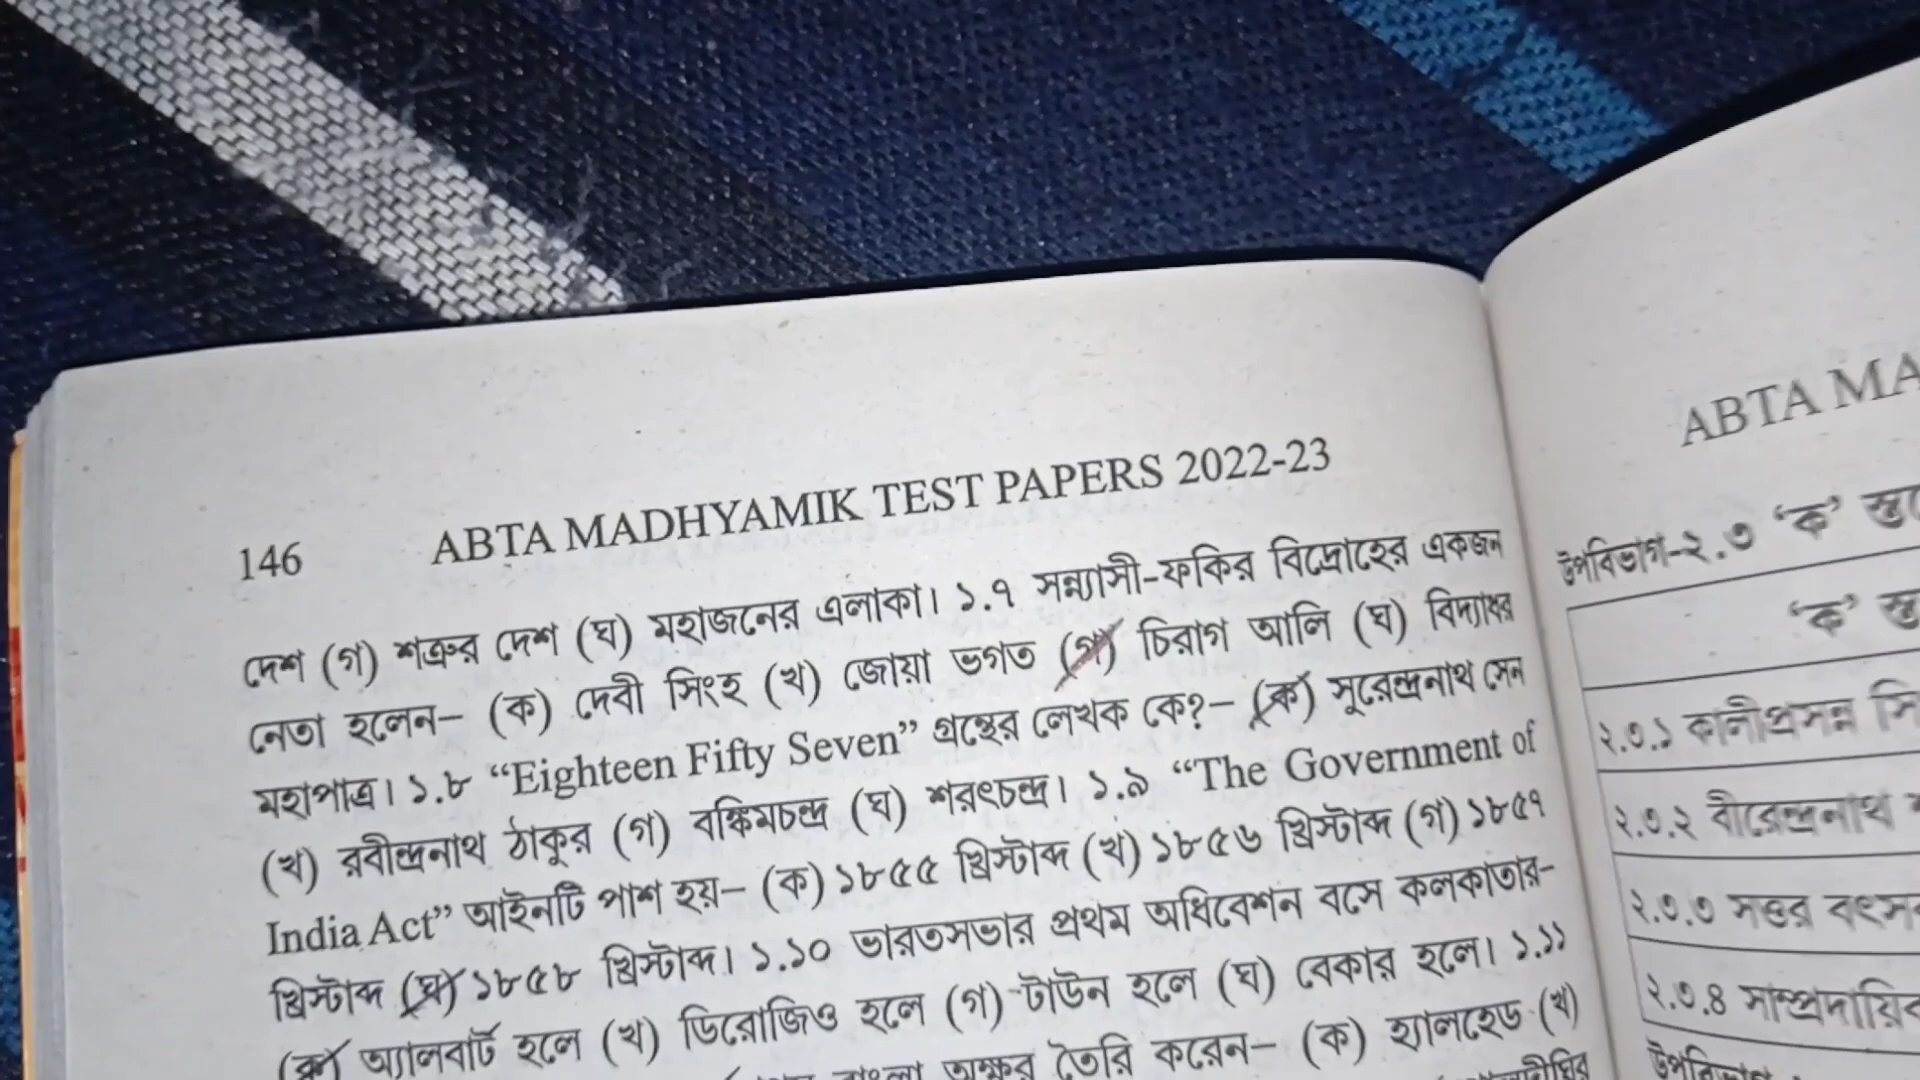 146 ABTA MADHYAMIK TEST PAPERS 2022-23
দেশ (গ) শত্রুর দেশ (ঘ) মহাজনের এলাকা। ১.৭ সন্ন্যাসী-ফকির বিদ্রোহের একজন
নেতা হলেন– (ক) দেবী সিংহ (খ) জোয়া ভগত (গ) চিরাগ আলি (ঘ) বিদ্যাধর
মহাপাত্র। ১.৮ “Eighteen Fifty Seven” গ্রন্থের লেখক কে?– (ক) সুরেন্দ্রনাথ সেন
(খ) রবীন্দ্রনাথ ঠাকুর (গ) বঙ্কিমচন্দ্র (ঘ) শরৎচন্দ্র। ১.৯ “The Government of
India Act” আইনটি পাশ হয়– (ক) ১৮৫৫ খ্রিস্টাব্দ (খ) ১৮৫৬ খ্রিস্টাব্দ (গ) ১৮৫৭
খ্রিস্টাব্দ (ঘ) ১৮৫৮ খ্রিস্টাব্দ। ১.১০ ভারতসভার প্রথম অধিবেশন বসে কলকাতার–
(ক) অ্যালবার্ট হলে (খ) ডিরোজিও হলে (গ) টাউন হলে (ঘ) বেকার হলে। ১.১১
বাংলা অক্ষর তৈরি করেন– (ক) হ্যালহেড (খ)
ABTA MA
উপবিভাগ–২.৩ ‘ক’
‘ক’
২.৩.১ কালীপ্রসন্ন সি
২.৩.২ বীরেন্দ্রনাথ
২.৩.৩ সত্তর বৎস
২.৩.৪ সাম্প্রদায়িক
উপবিভাগ